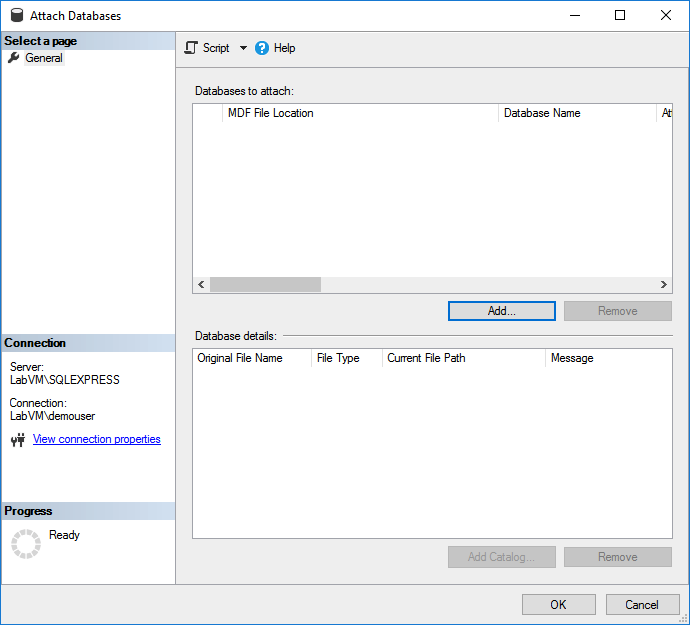 Attach Databases
Select a page
General
Script
Help
Databases to attach:
MDF File Location Database Name At
Add... Remove
Database details:
Original File Name File Type Current File Path Message
Connection
Server:
LabVM\SQLEXPRESS
Connection:
LabVM\demouser
View connection properties
Progress
Ready
Add Catalog... Remove
OK Cancel